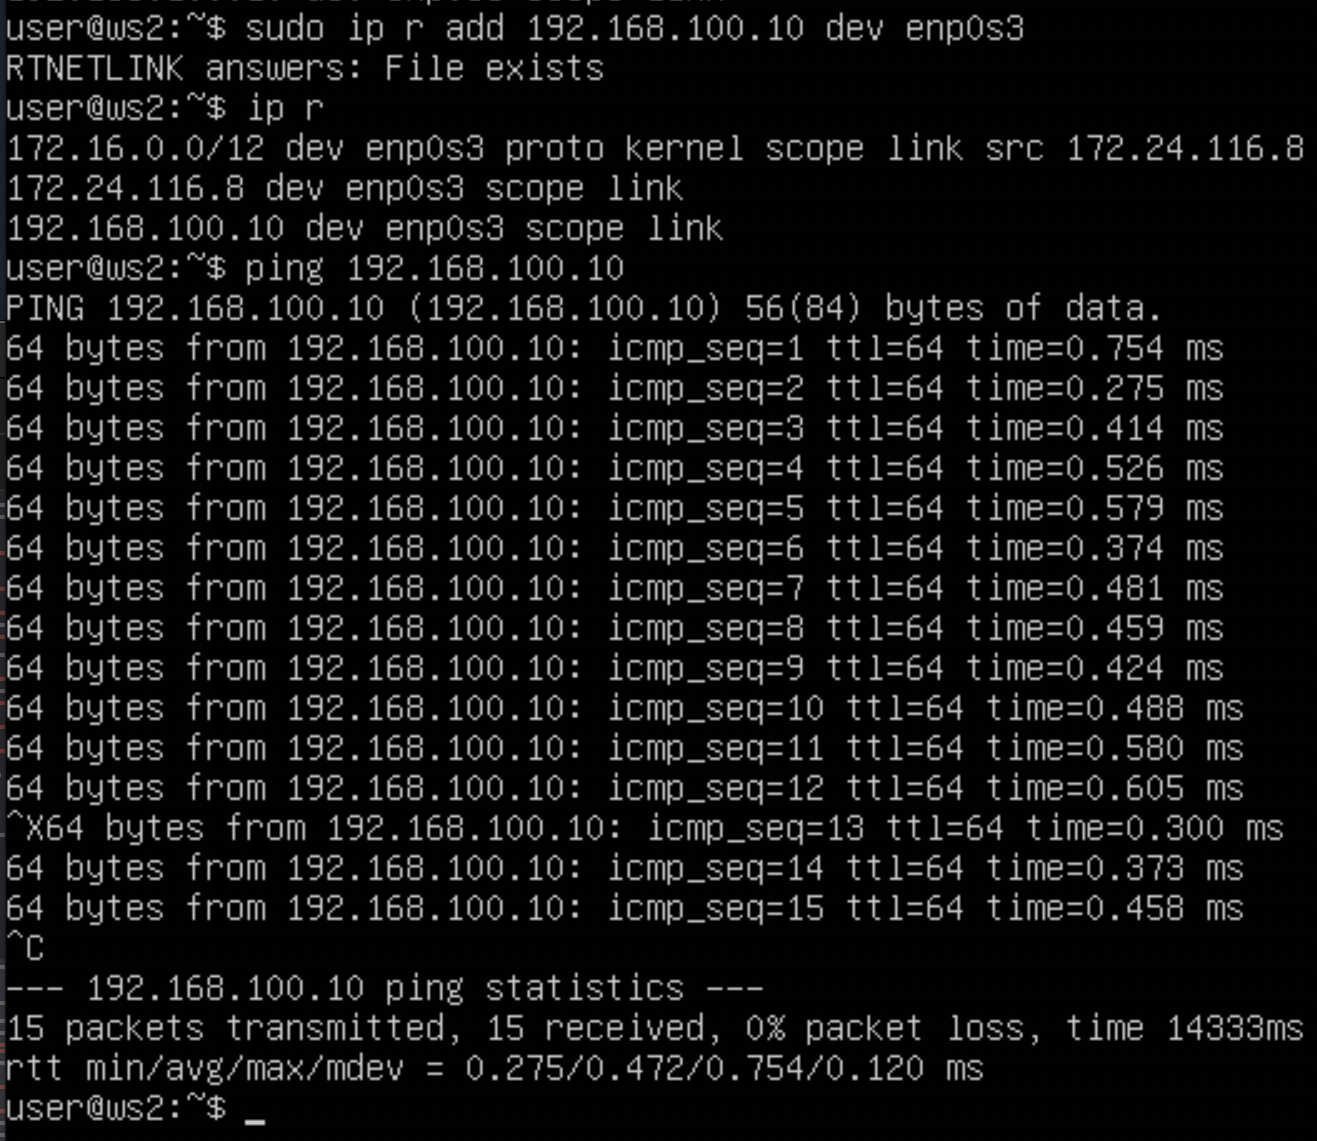 user@ws2:~$ sudo ip r add 192.168.100.10 dev enp0s3
RTNETLINK answers: File exists
user@ws2:~$ ip r
172.16.0.0/12 dev enp0s3 proto kernel scope link src 172.24.116.8
172.24.116.8 dev enp0s3 scope link
192.168.100.10 dev enp0s3 scope link
user@ws2:~$ ping 192.168.100.10
PING 192.168.100.10 (192.168.100.10) 56(84) bytes of data.
64 bytes from 192.168.100.10: icmp_seq=1 ttl=64 time=0.754 ms
64 bytes from 192.168.100.10: icmp_seq=2 ttl=64 time=0.275 ms
64 bytes from 192.168.100.10: icmp_seq=3 ttl=64 time=0.414 ms
64 bytes from 192.168.100.10: icmp_seq=4 ttl=64 time=0.526 ms
64 bytes from 192.168.100.10: icmp_seq=5 ttl=64 time=0.579 ms
64 bytes from 192.168.100.10: icmp_seq=6 ttl=64 time=0.374 ms
64 bytes from 192.168.100.10: icmp_seq=7 ttl=64 time=0.481 ms
64 bytes from 192.168.100.10: icmp_seq=8 ttl=64 time=0.459 ms
64 bytes from 192.168.100.10: icmp_seq=9 ttl=64 time=0.424 ms
64 bytes from 192.168.100.10: icmp_seq=10 ttl=64 time=0.488 ms
64 bytes from 192.168.100.10: icmp_seq=11 ttl=64 time=0.580 ms
64 bytes from 192.168.100.10: icmp_seq=12 ttl=64 time=0.605 ms
^X64 bytes from 192.168.100.10: icmp_seq=13 ttl=64 time=0.300 ms
64 bytes from 192.168.100.10: icmp_seq=14 ttl=64 time=0.373 ms
64 bytes from 192.168.100.10: icmp_seq=15 ttl=64 time=0.458 ms
^C
--- 192.168.100.10 ping statistics ---
15 packets transmitted, 15 received, 0% packet loss, time 14333ms
rtt min/avg/max/mdev = 0.275/0.472/0.754/0.120 ms
user@ws2:~$ _